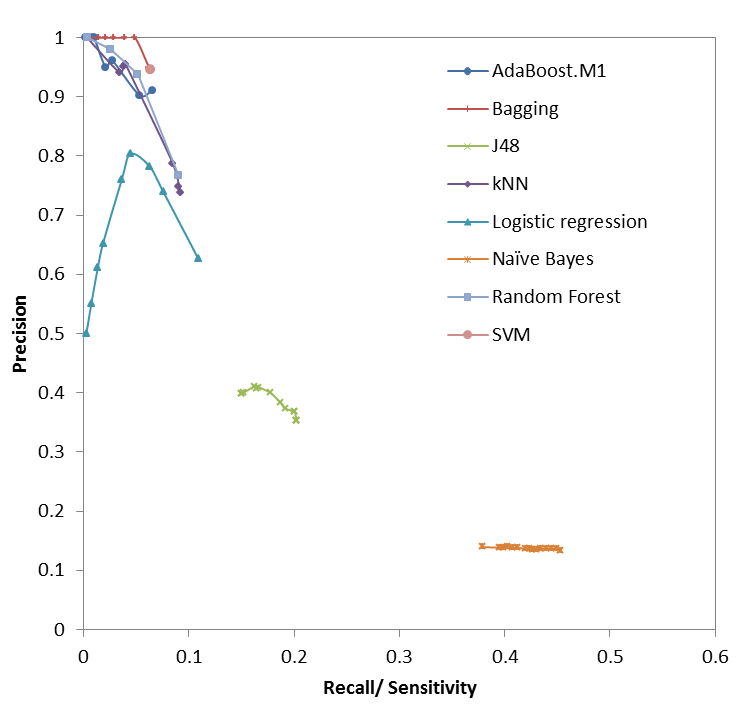 1
0.9
0.8
0.7
0.6
0.5
0.4
0.3
0.2
0.1
0
Precision
AdaBoost.M1
Bagging
J48
kNN
Logistic regression
Naïve Bayes
Random Forest
SVM
0 0.1 0.2 0.3 0.4 0.5 0.6
Recall/ Sensitivity